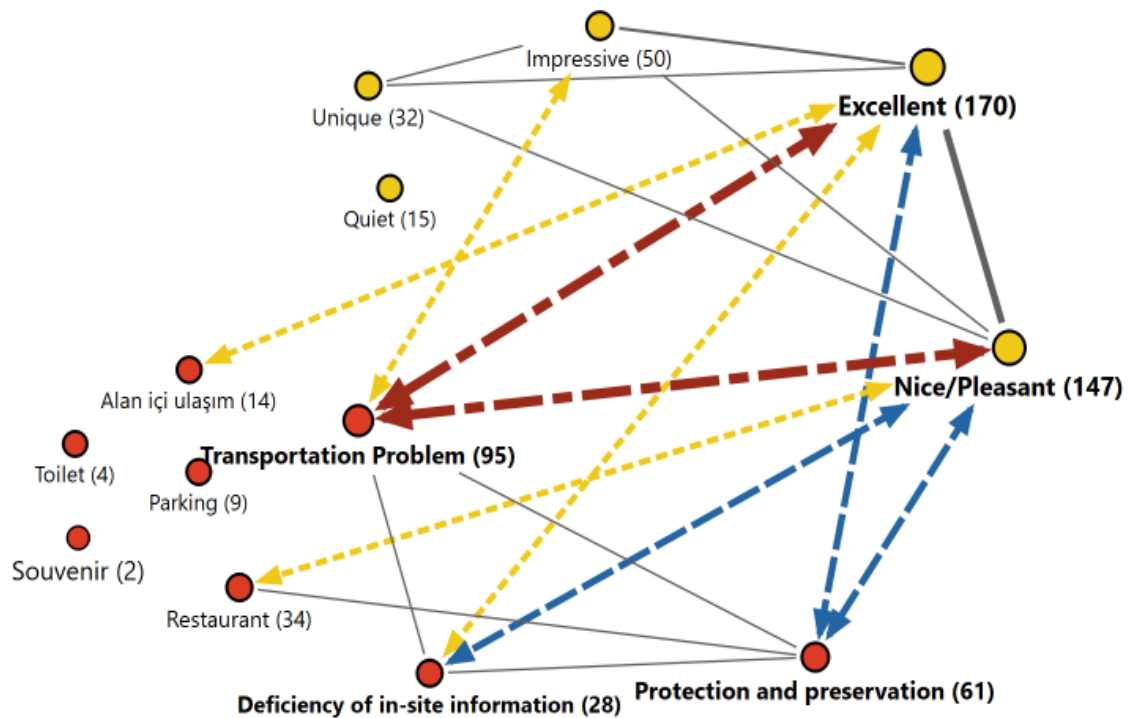 Impressive (50)
Excellent (170)
Unique (32)
Quiet (15)
Nice/Pleasant (147)
Alan içi ulaşım (14)
Transportation Problem (95)
Toilet (4)
Parking (9)
Souvenir (2)
Restaurant (34)
Protection and preservation (61)
Deficiency of in-site information (28)